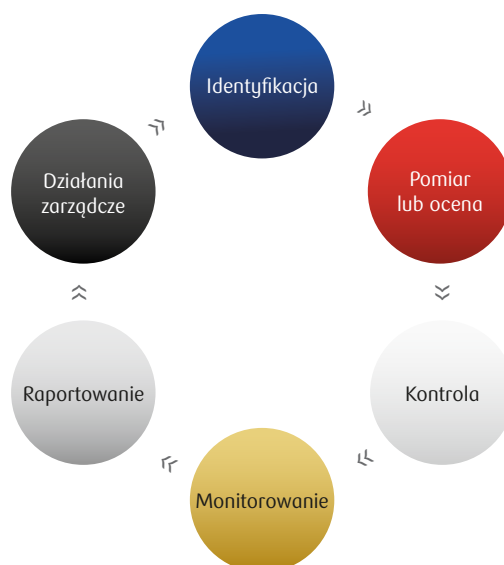 Identyfikacja
Pomiar
lub ocena
Kontrola
Monitorowanie
Raportowanie
Działania
zarządcze